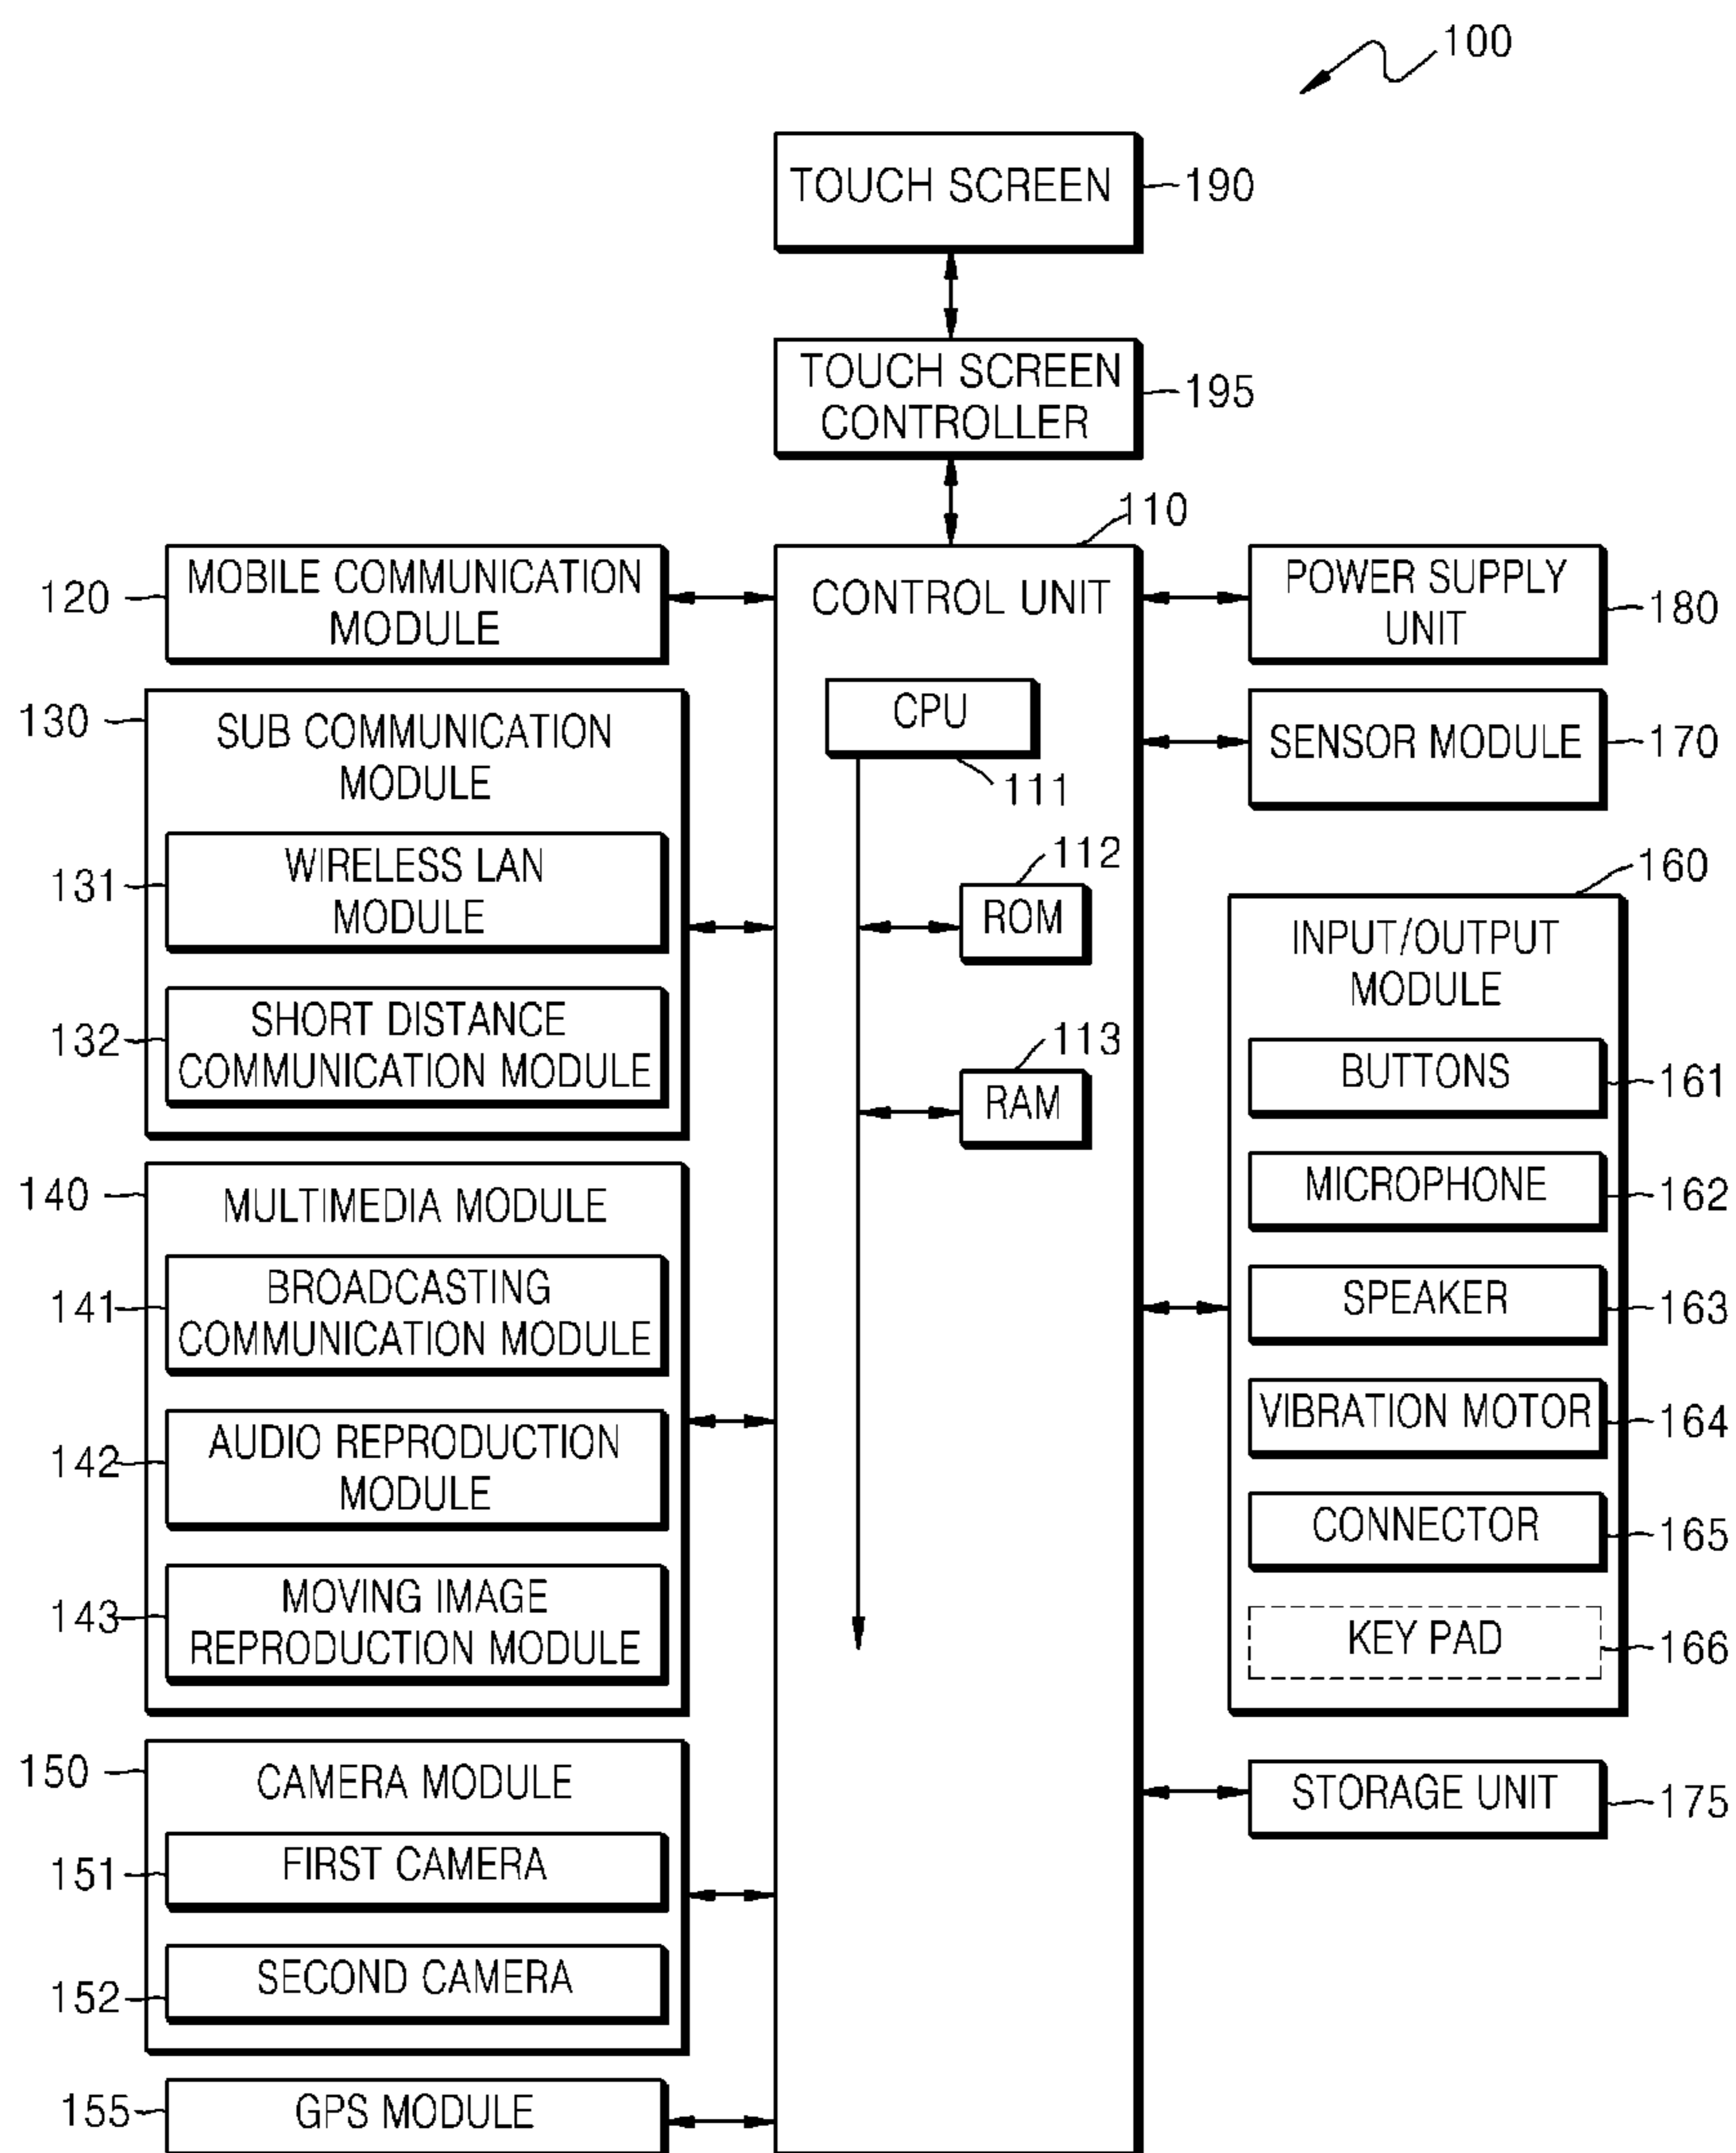 100
TOUCH SCREEN
190
TOUCH SCREEN
CONTROLLER
195
110
CONTROL UNIT
CPU
111
112
ROM
113
RAM
120
MOBILE COMMUNICATION
MODULE
130
SUB COMMUNICATION
MODULE
131
WIRELESS LAN
MODULE
132
SHORT DISTANCE
COMMUNICATION MODULE
140
MULTIMEDIA MODULE
141
BROADCASTING
COMMUNICATION MODULE
142
AUDIO REPRODUCTION
MODULE
143
MOVING IMAGE
REPRODUCTION MODULE
150
CAMERA MODULE
151
FIRST CAMERA
152
SECOND CAMERA
155
GPS MODULE
POWER SUPPLY
UNIT
180
SENSOR MODULE
170
160
INPUT/OUTPUT
MODULE
BUTTONS
161
MICROPHONE
162
SPEAKER
163
VIBRATION MOTOR
164
CONNECTOR
165
KEY PAD
166
STORAGE UNIT
175